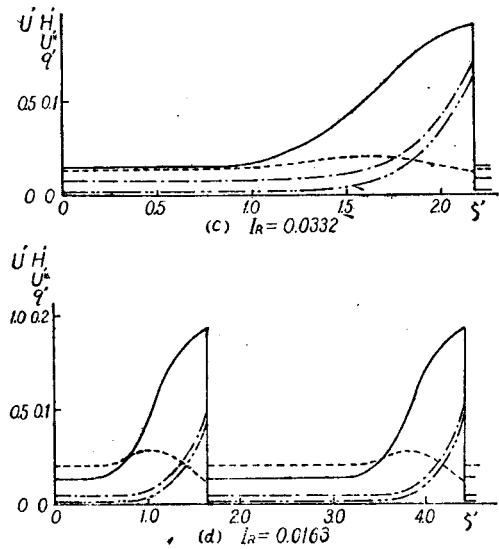 U' H'
U*'
q'
0.5 0.1
0 0
0 0.5 1.0 1.5 2.0 ζ'
(c) I_R = 0.0332
U' H'
U*'
q'
1.0 0.2
0.5 0.1
0 0
0 1.0 2.0 3.0 4.0 ζ'
(d) I_R = 0.0163